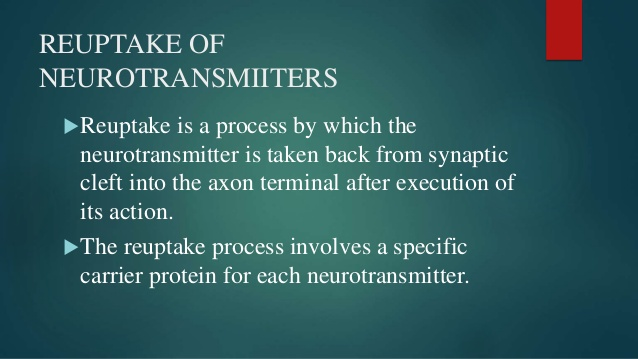 REUPTAKE OF
NEUROTRANSMIITERS
Reuptake is a process by which the
neurotransmitter is taken back from synaptic
cleft into the axon terminal after execution of
its action.
The reuptake process involves a specific
carrier protein for each neurotransmitter.